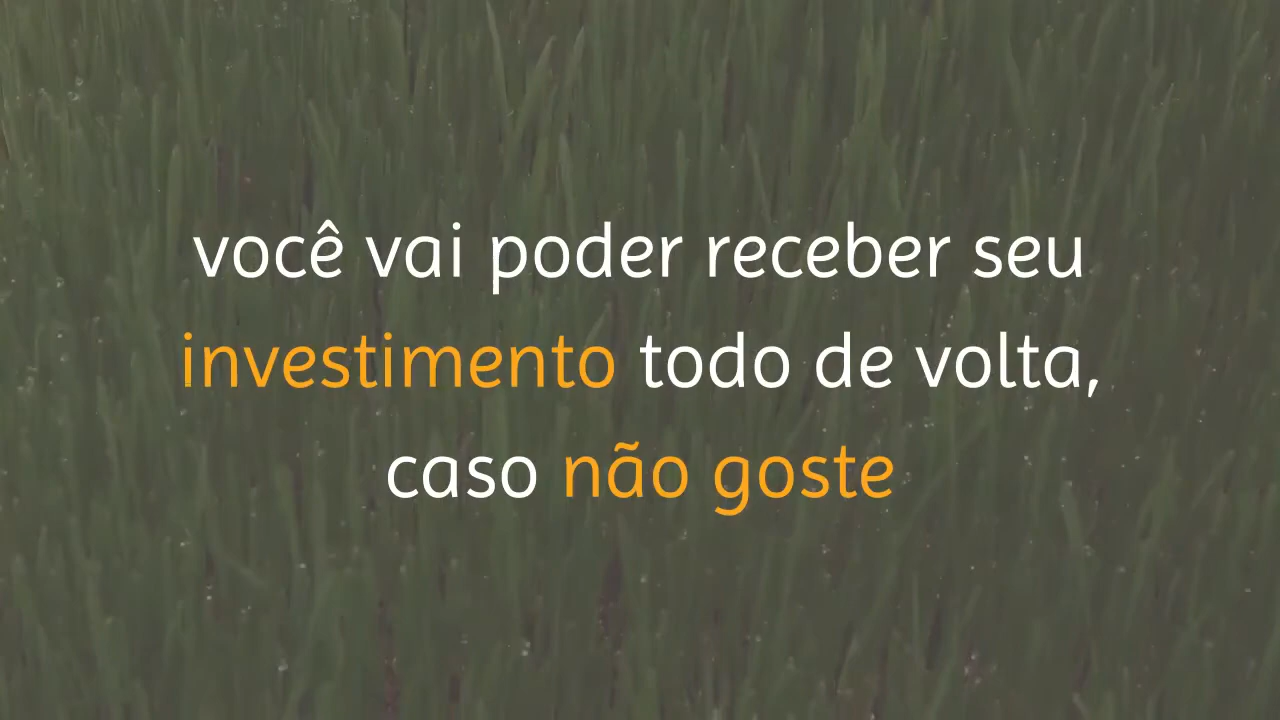 você vai poder receber seu
investimento todo de volta,
caso não goste